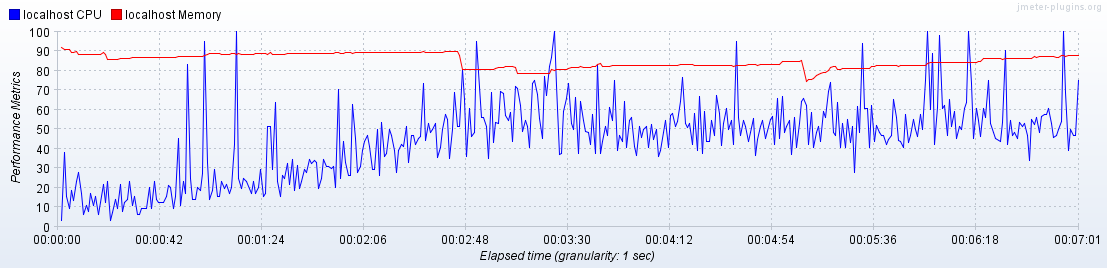 jmeter-plugins.org
localhost CPU localhost Memory
100
90
80
70
60
50
40
30
20
10
0
Performance Metrics
00:00:00 00:00:42 00:01:24 00:02:06 00:02:48 00:03:30 00:04:12 00:04:54 00:05:36 00:06:18 00:07:01
Elapsed time (granularity: 1 sec)